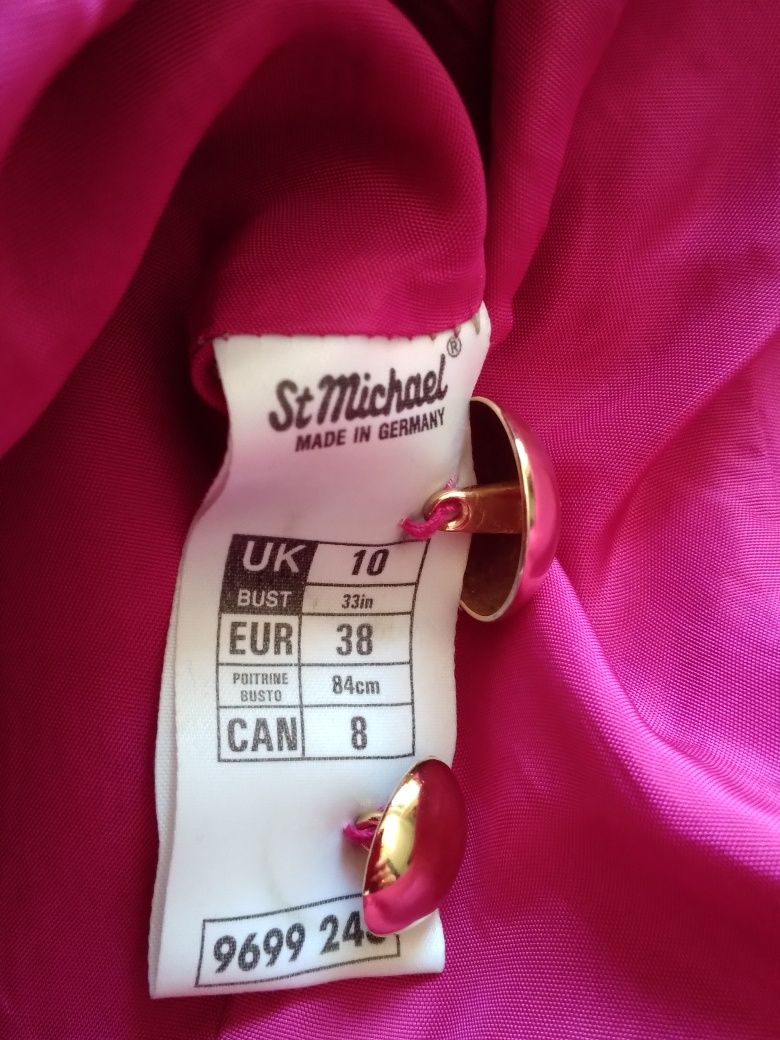 St Michael®
MADE IN GERMANY
UK 10
BUST 33in
EUR 38
POITRINE BUSTO 84cm
CAN 8
9699 24